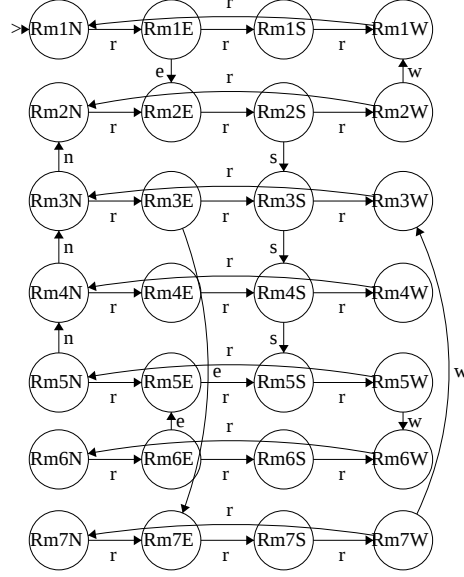 r
>Rm1N Rm1E Rm1S Rm1W
r r r
e r w
Rm2N Rm2E Rm2S Rm2W
r r r
n r s
Rm3N Rm3E Rm3S Rm3W
r r r
n r s
Rm4N Rm4E Rm4S Rm4W
r r r
n r s
Rm5N Rm5E Rm5S Rm5W
e w
r r r
e r w
Rm6N Rm6E Rm6S Rm6W
r r r
r
Rm7N Rm7E Rm7S Rm7W
r r r